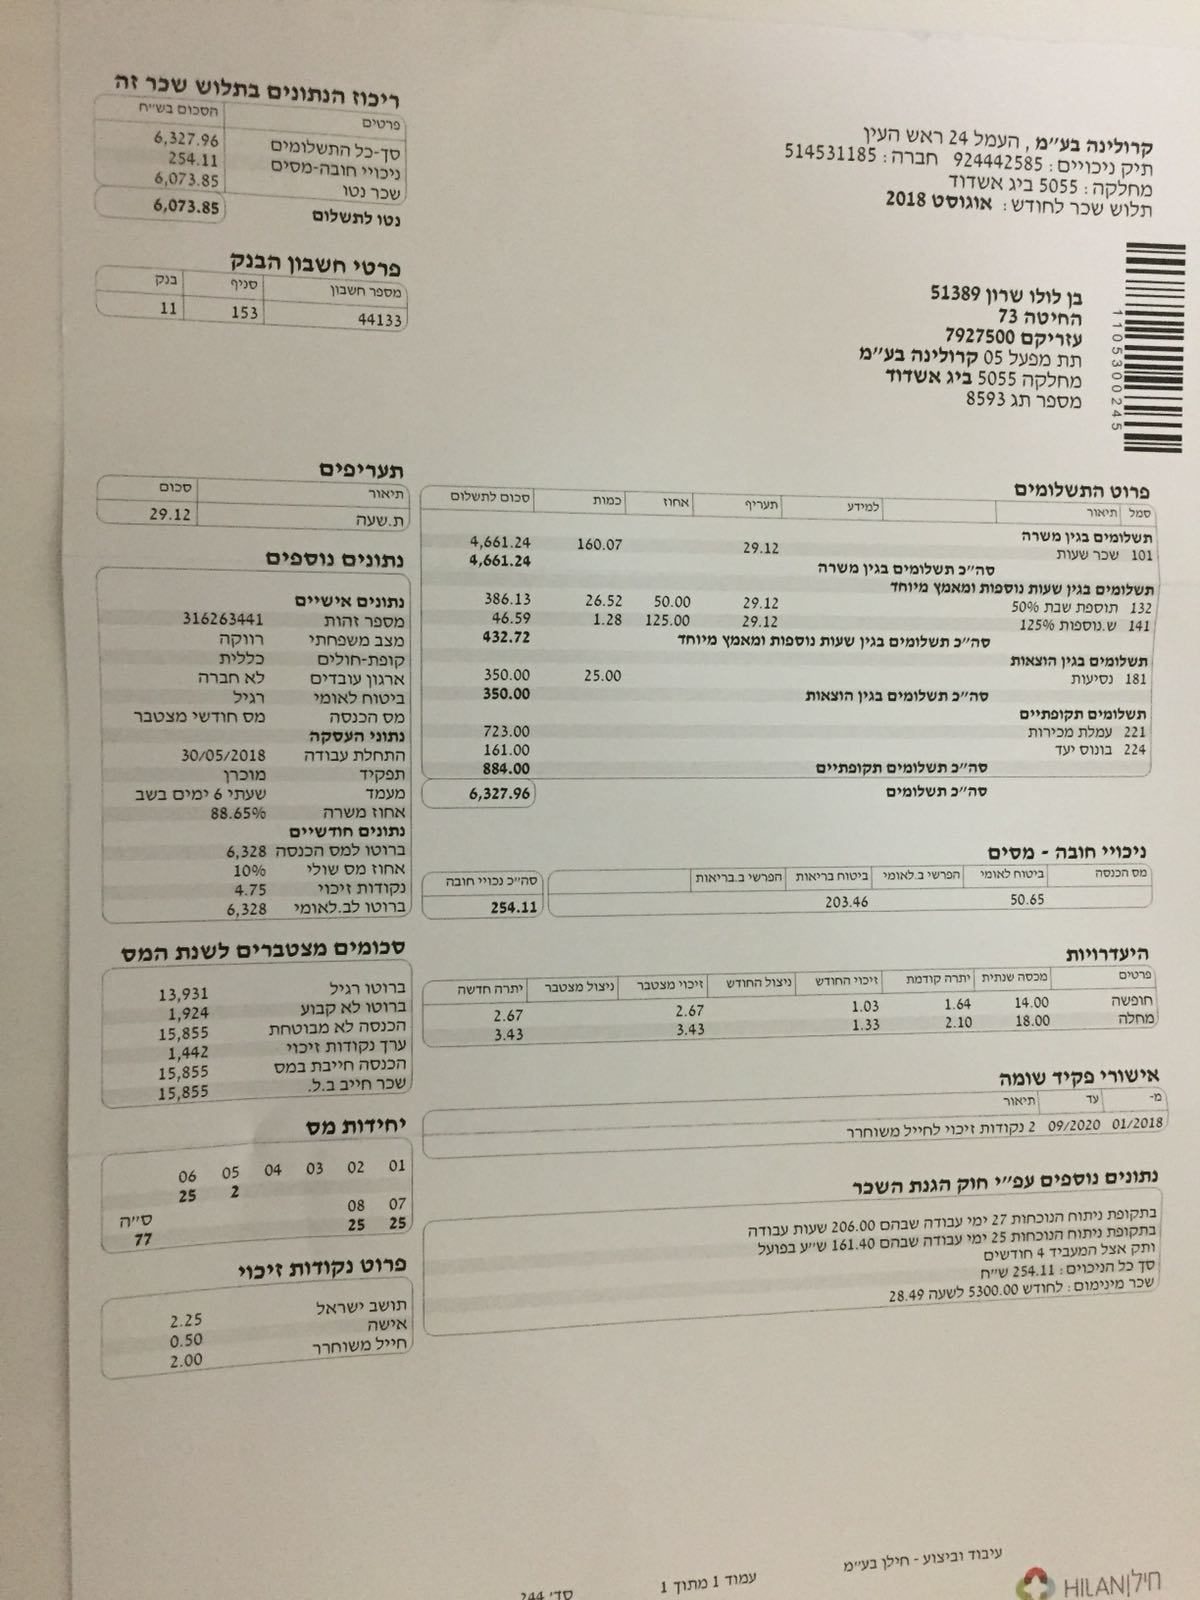 קרולינה בע"מ, העמל 24 ראש העין
תיק ניכויים: 924442585 חברה: 514531185
מחלקה: 5055 ביג אשדוד
תלוש שכר לחודש: אוגוסט 2018
1105300245
בן לולו שרון 51389
החיטה 73
עזריקם 7927500
תת מפעל 05 קרולינה בע"מ
מחלקה 5055 ביג אשדוד
מספר תג 8593
ריכוז הנתונים בתלוש שכר זה
פרטים הסכום בש"ח
סך-כל התשלומים 6,327.96
ניכויי חובה-מסים 254.11
שכר נטו 6,073.85
נטו לתשלום 6,073.85
פרטי חשבון הבנק
מספר חשבון סניף בנק
44133 153 11
פרוט התשלומים
סמל תיאור למידע תעריף אחוז כמות סכום לתשלום
תשלומים בגין משרה
101 שכר שעות 29.12 160.07 4,661.24
סה"כ תשלומים בגין משרה 4,661.24
תשלומים בגין שעות נוספות ומאמץ מיוחד
132 תוספת שבת 50% 29.12 50.00 26.52 386.13
141 ש.נוספות 125% 29.12 125.00 1.28 46.59
סה"כ תשלומים בגין שעות נוספות ומאמץ מיוחד 432.72
תשלומים בגין הוצאות
181 נסיעות 25.00 350.00
סה"כ תשלומים בגין הוצאות 350.00
תשלומים תקופתיים
221 עמלת מכירות 723.00
224 בונוס יעד 161.00
סה"כ תשלומים תקופתיים 884.00
סה"כ תשלומים 6,327.96
ניכויי חובה - מסים
מס הכנסה ביטוח לאומי הפרשי ב.לאומי ביטוח בריאות הפרשי ב.בריאות סה"כ נכויי חובה
50.65 203.46 254.11
היעדרויות
פרטים מכסה שנתית יתרה קודמת זיכוי החודש ניצול החודש זיכוי מצטבר ניצול מצטבר יתרה חדשה
חופשה 14.00 1.64 1.03 2.67 2.67
מחלה 18.00 2.10 1.33 3.43 3.43
אישורי פקיד שומה
מ- עד תיאור
01/2018 09/2020 2 נקודות זיכוי לחייל משוחרר
נתונים נוספים עפ"י חוק הגנת השכר
בתקופת ניתוח הנוכחות 27 ימי עבודה שבהם 206.00 שעות עבודה
בתקופת ניתוח הנוכחות 25 ימי עבודה שבהם 161.40 ש"ע בפועל
ותק אצל המעביד 4 חודשים
סך כל הניכוים: 254.11 ש"ח
שכר מינימום: לחודש 5300.00 לשעה 28.49
תעריפים
תיאור סכום
ת.שעה 29.12
נתונים נוספים
נתונים אישיים
מספר זהות 316263441
מצב משפחתי רווקה
קופת-חולים כללית
ארגון עובדים לא חברה
ביטוח לאומי רגיל
מס הכנסה מס חודשי מצטבר
נתוני העסקה
התחלת עבודה 30/05/2018
תפקיד מוכרן
מעמד שעתי 6 ימים בשב
אחוז משרה 88.65%
נתונים חודשיים
ברוטו למס הכנסה 6,328
אחוז מס שולי 10%
נקודות זיכוי 4.75
ברוטו לב.לאומי 6,328
סכומים מצטברים לשנת המס
ברוטו רגיל 13,931
ברוטו לא קבוע 1,924
הכנסה לא מבוטחת 15,855
ערך נקודות זיכוי 1,442
הכנסה חייבת במס 15,855
שכר חייב ב.ל. 15,855
יחידות מס
01 02 03 04 05 06
2 25
07 08 ס"ה
25 25 77
פרוט נקודות זיכוי
תושב ישראל 2.25
אישה 0.50
חייל משוחרר 2.00
עיבוד וביצוע - חילן בע"מ
עמוד 1 מתוך 1
סד' 244
חילן|HILAN